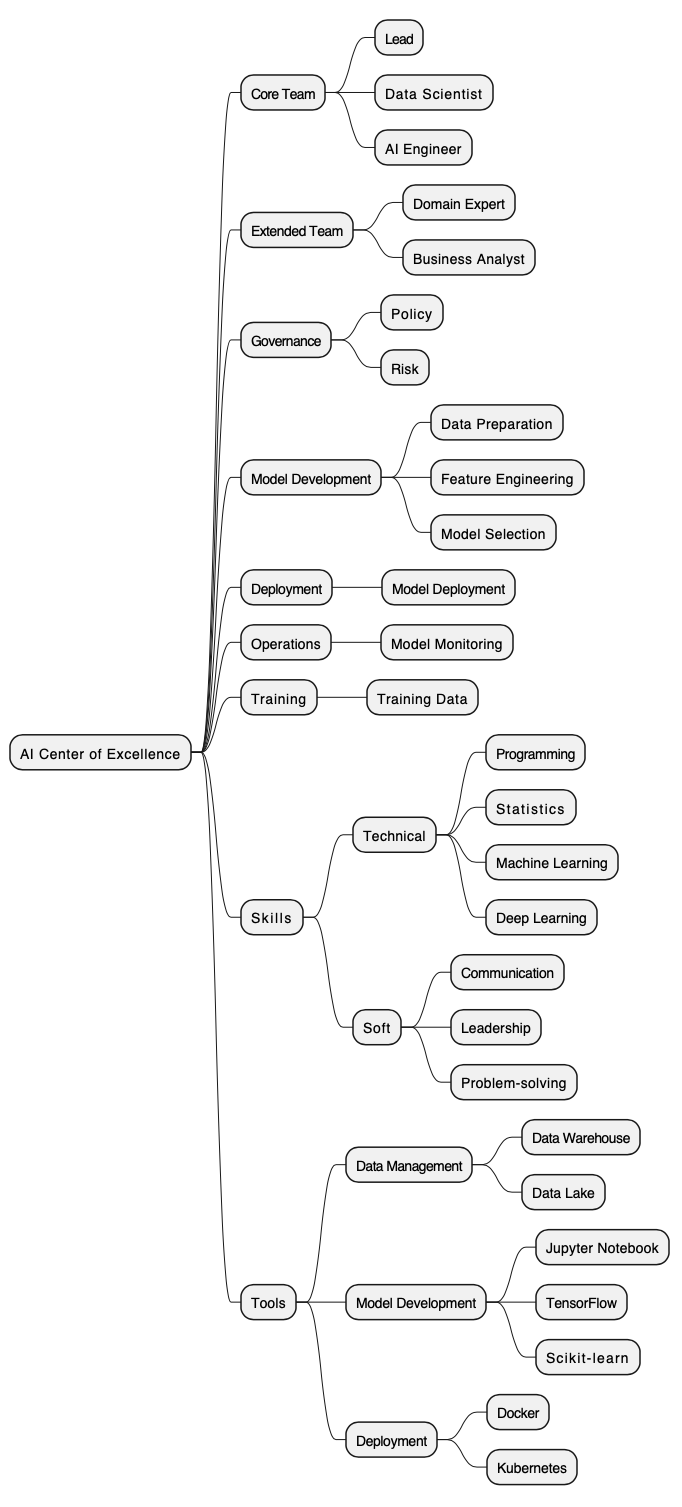 AI Center of Excellence
Core Team
Lead
Data Scientist
AI Engineer
Extended Team
Domain Expert
Business Analyst
Governance
Policy
Risk
Model Development
Data Preparation
Feature Engineering
Model Selection
Deployment
Model Deployment
Operations
Model Monitoring
Training
Training Data
Skills
Technical
Programming
Statistics
Machine Learning
Deep Learning
Soft
Communication
Leadership
Problem-solving
Tools
Data Management
Data Warehouse
Data Lake
Model Development
Jupyter Notebook
TensorFlow
Scikit-learn
Deployment
Docker
Kubernetes